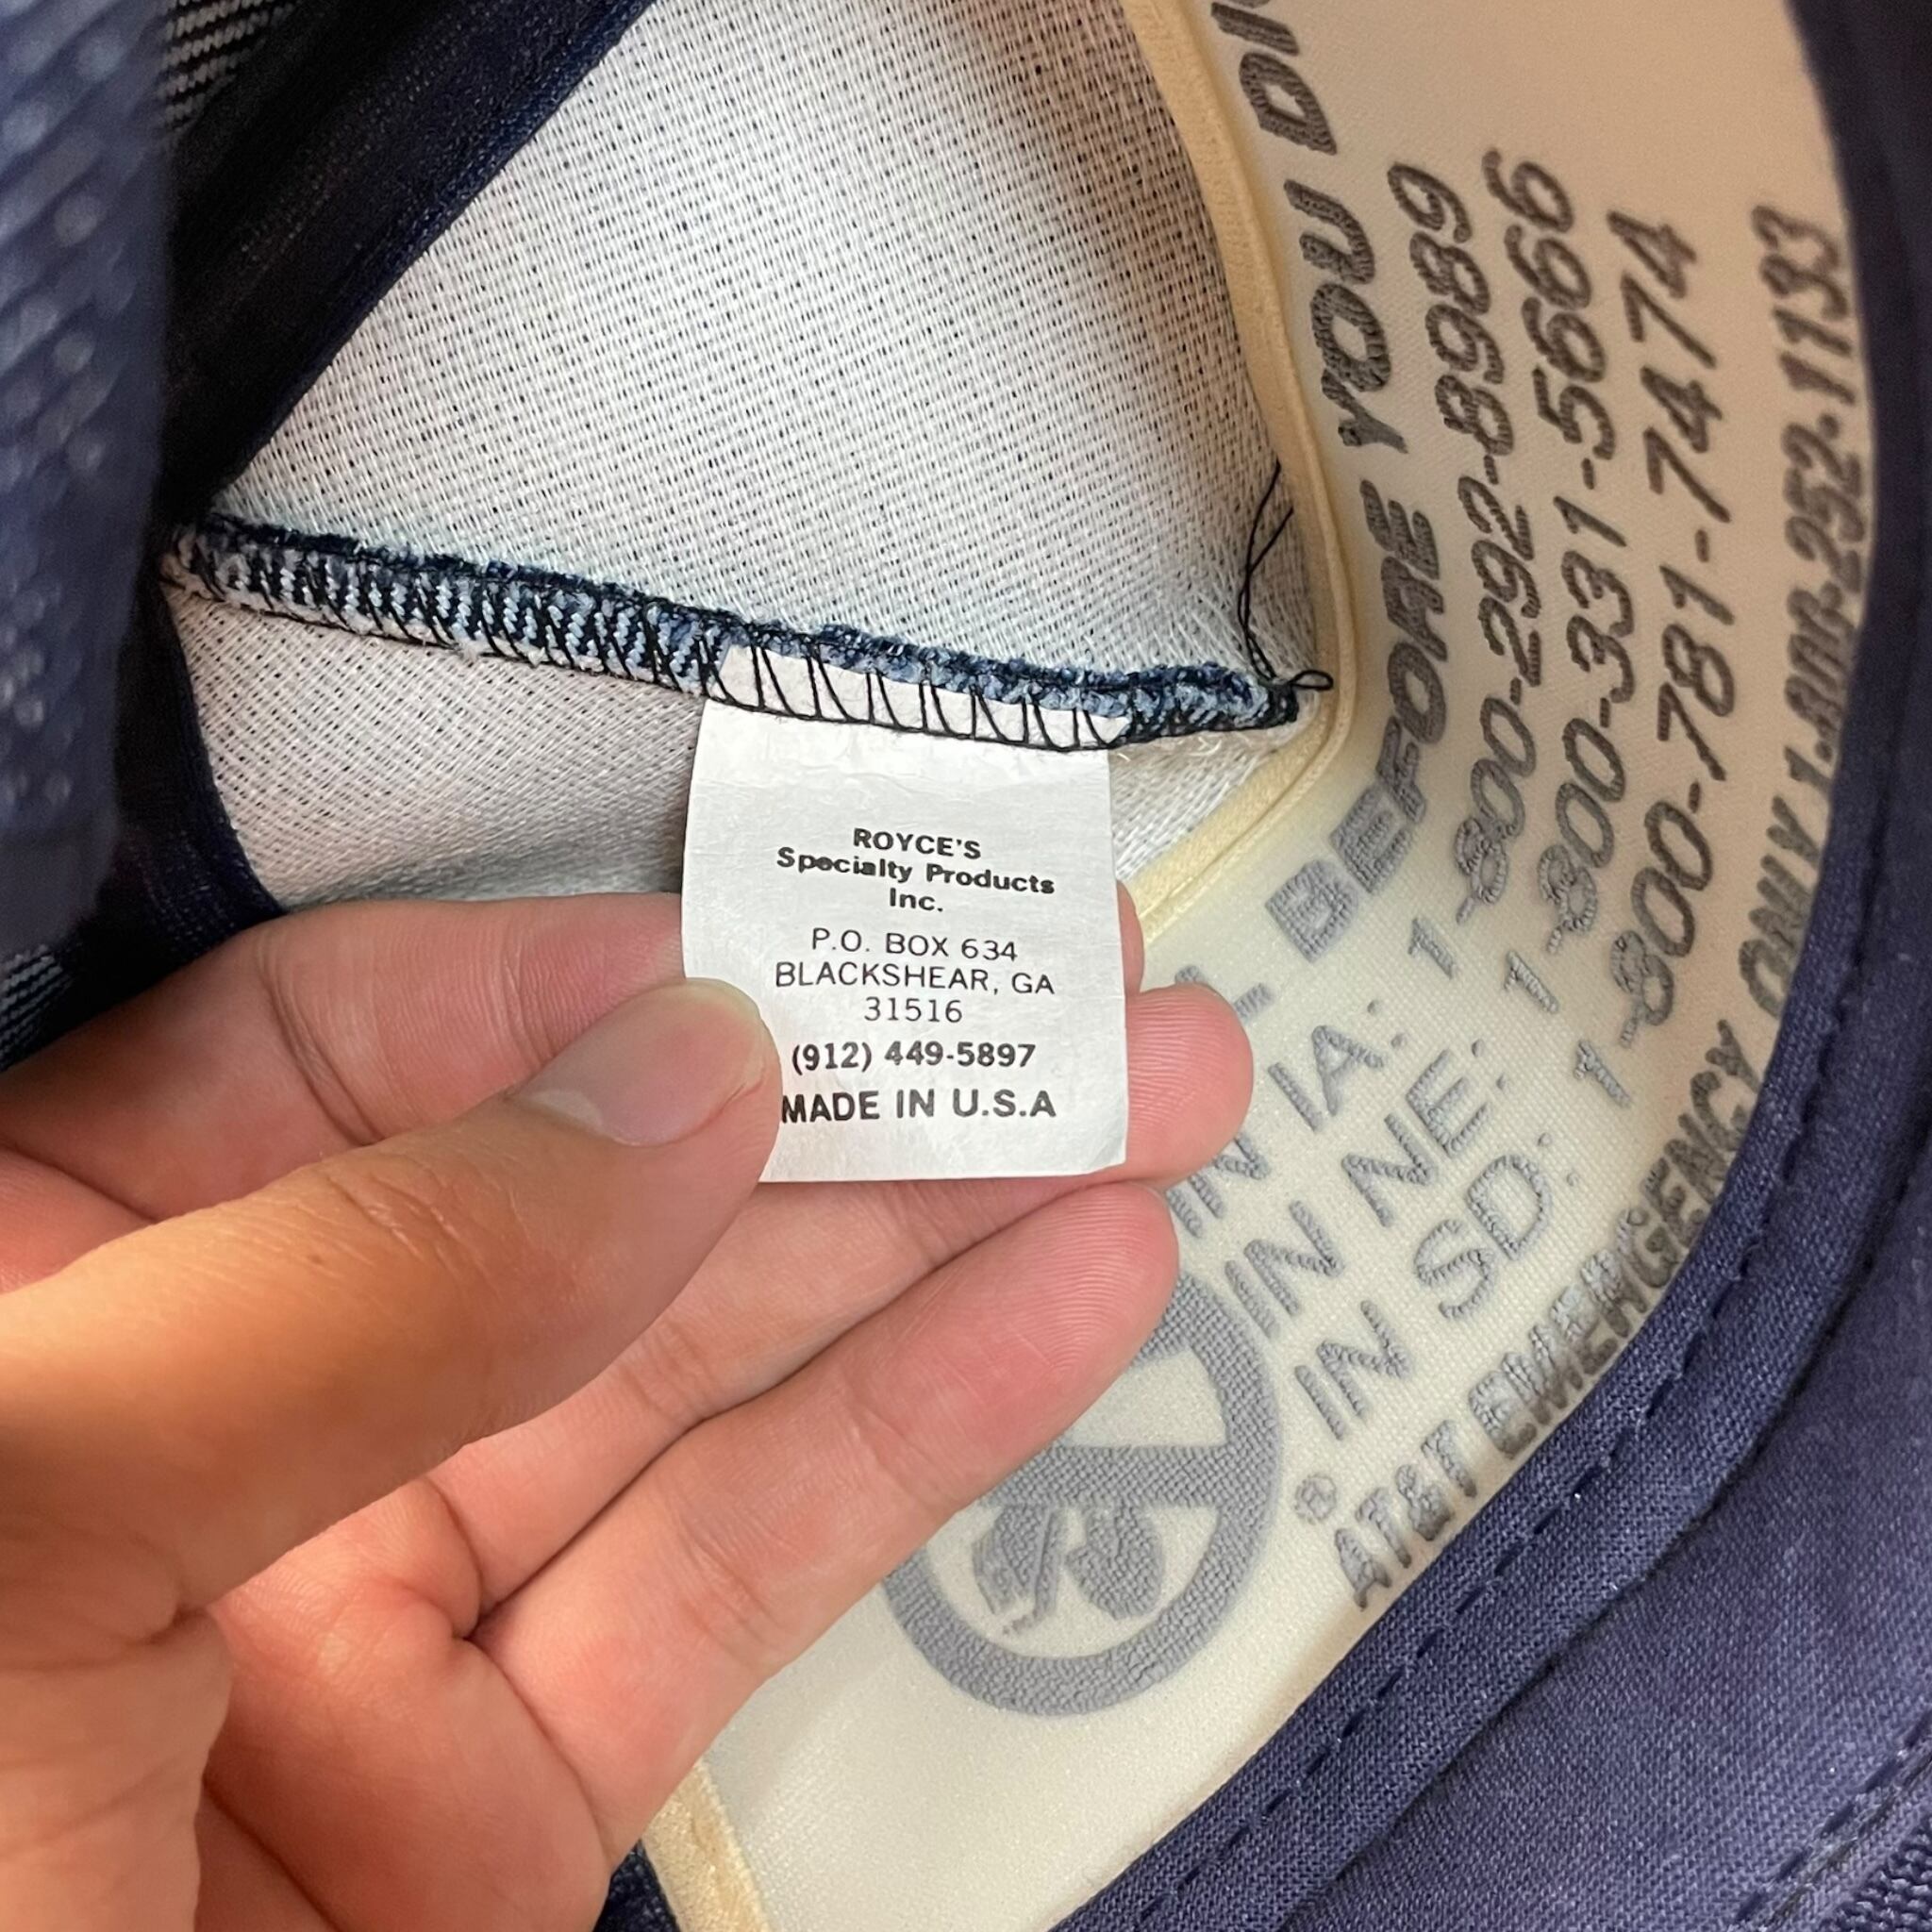 ROYCE'S
Specialty Products
Inc.
P.O. BOX 634
BLACKSHEAR, GA
31516
(912) 449-5897
MADE IN U.S.A
BEFORE YOU
IN IA: 1-800-292-8989
IN NE: 1-800-331-5666
IN SD: 1-800-781-7474
® AT&T EMERGENCY ONLY 1-800-252-1133